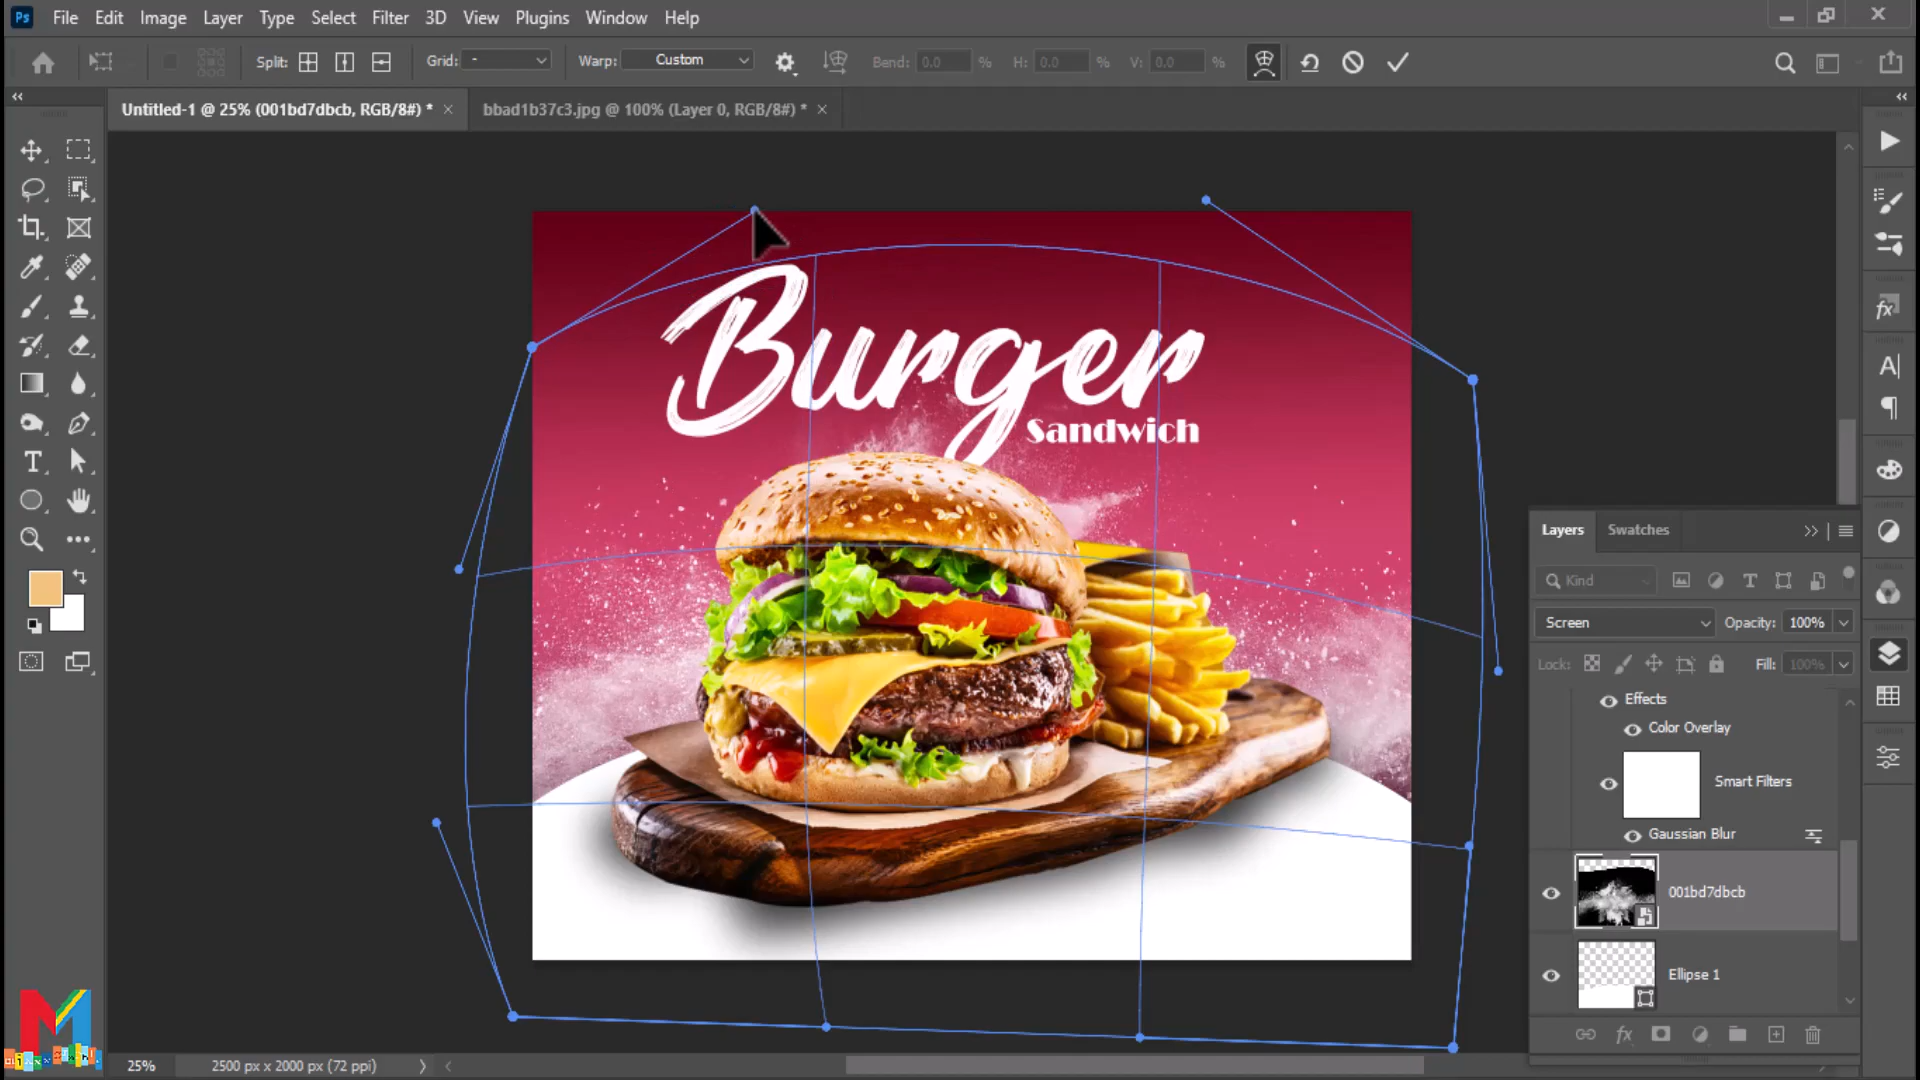 Ps File Edit Image Layer Type Select Filter 3D View Plugins Window Help
Split: Grid: - Warp: Custom Bend: 0.0 % H: 0.0 % V: 0.0 %
Untitled-1 @ 25% (001bd7dbcb, RGB/8#) * × bbad1b37c3.jpg @ 100% (Layer 0, RGB/8#) * ×
Burger
Sandwich
Layers Swatches
Kind
Screen Opacity: 100%
Lock: Fill: 100%
Effects
Color Overlay
Smart Filters
Gaussian Blur
001bd7dbcb
Ellipse 1
25% 2500 px x 2000 px (72 ppi)